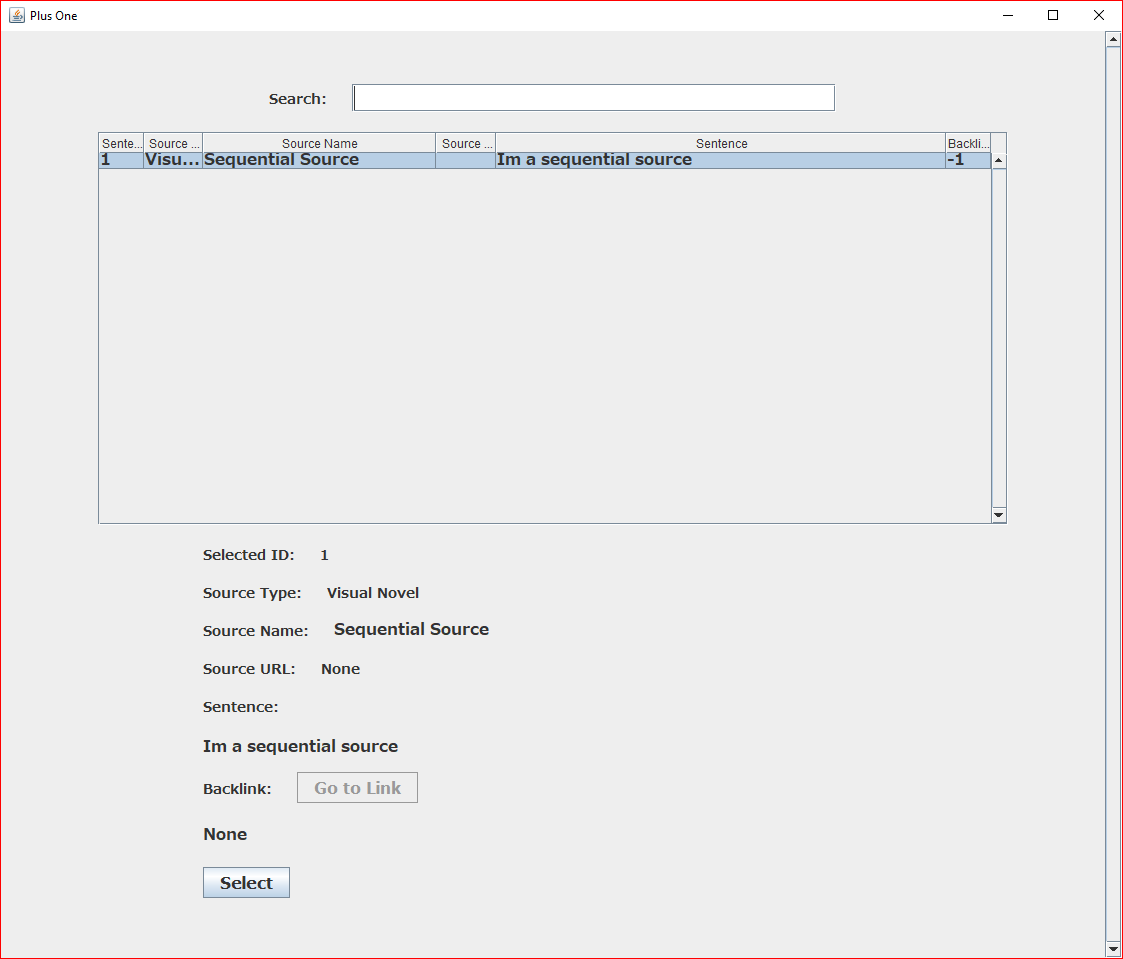 Plus One
Search:
Sente... Source ... Source Name Source ... Sentence Backli...
1 Visu... Sequential Source Im a sequential source -1
Selected ID: 1
Source Type: Visual Novel
Source Name: Sequential Source
Source URL: None
Sentence:
Im a sequential source
Backlink: Go to Link
None
Select